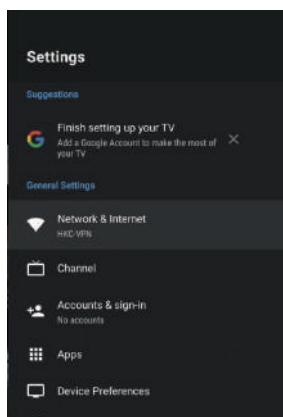 Settings
Suggestions
Finish setting up your TV
Add a Google Account to make the most of
your TV
General Settings
Network & Internet
HKC-VPN
Channel
Accounts & sign-in
No accounts
Apps
Device Preferences